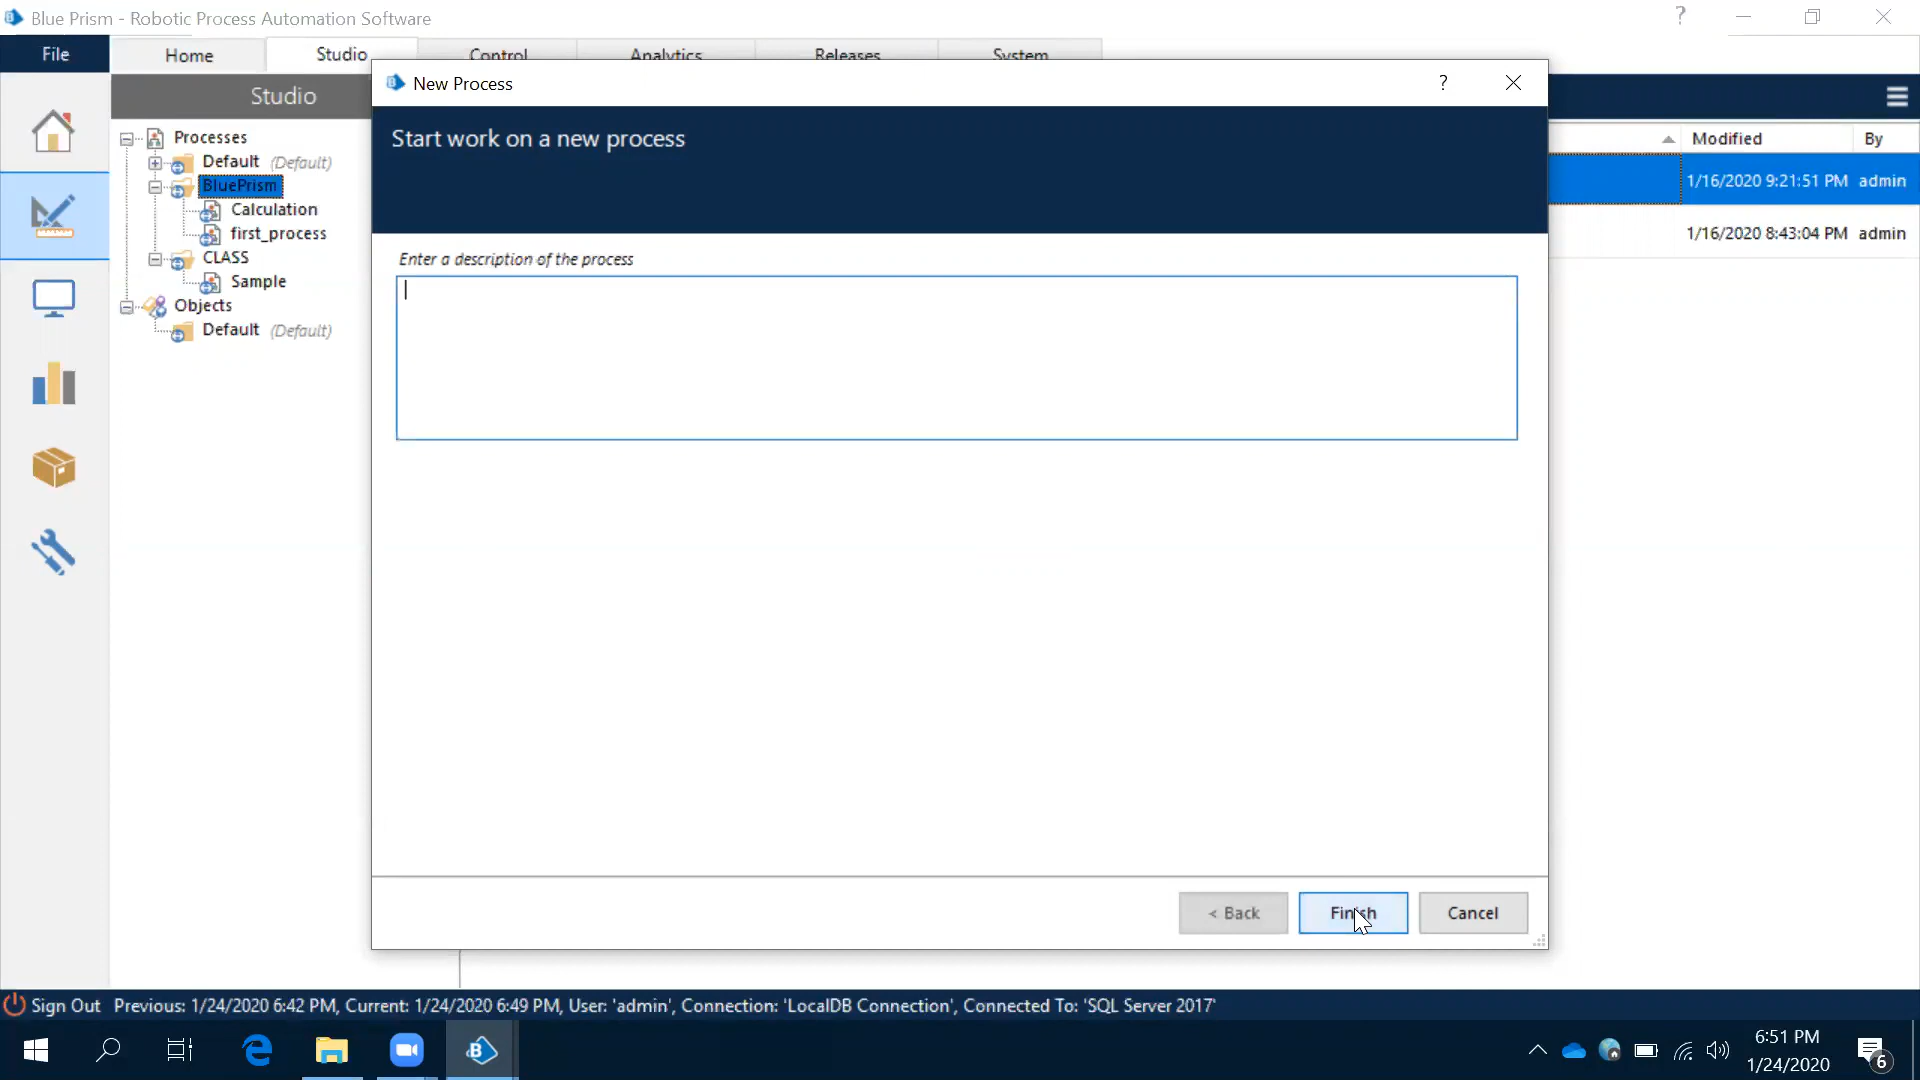 Blue Prism - Robotic Process Automation Software
?
File
Home
Studio
Control
Analytics
Releases
System
Studio
New Process
?
Start work on a new process
Modified
By
Processes
Default (Default)
BluePrism
1/16/2020 9:21:51 PM admin
Calculation
first_process
1/16/2020 8:43:04 PM admin
CLASS
Sample
Objects
Default (Default)
Enter a description of the process
< Back
Finish
Cancel
Sign Out Previous: 1/24/2020 6:42 PM, Current: 1/24/2020 6:49 PM, User: 'admin', Connection: 'LocalDB Connection', Connected To: 'SQL Server 2017'
B
6:51 PM
1/24/2020
6